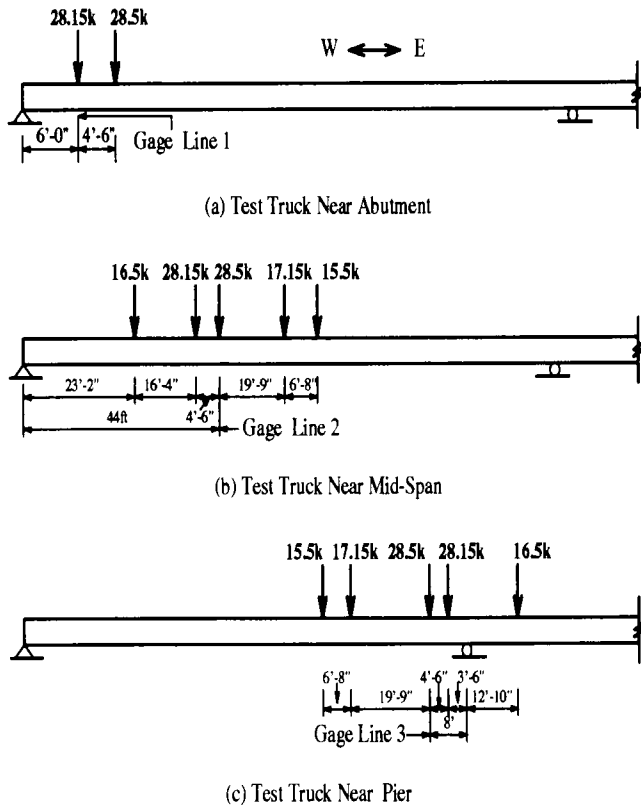 28.15k 28.5k
W E
6'-0" 4'-6" Gage Line 1
(a) Test Truck Near Abutment
16.5k 28.15k 28.5k 17.15k 15.5k
23'-2" 16'-4" 4'-6" 19'-9" 6'-8"
44ft Gage Line 2
(b) Test Truck Near Mid-Span
15.5k 17.15k 28.5k 28.15k 16.5k
6'-8" 19'-9" 4'-6" 3'-6" 12'-10"
Gage Line 3 8'
(c) Test Truck Near Pier